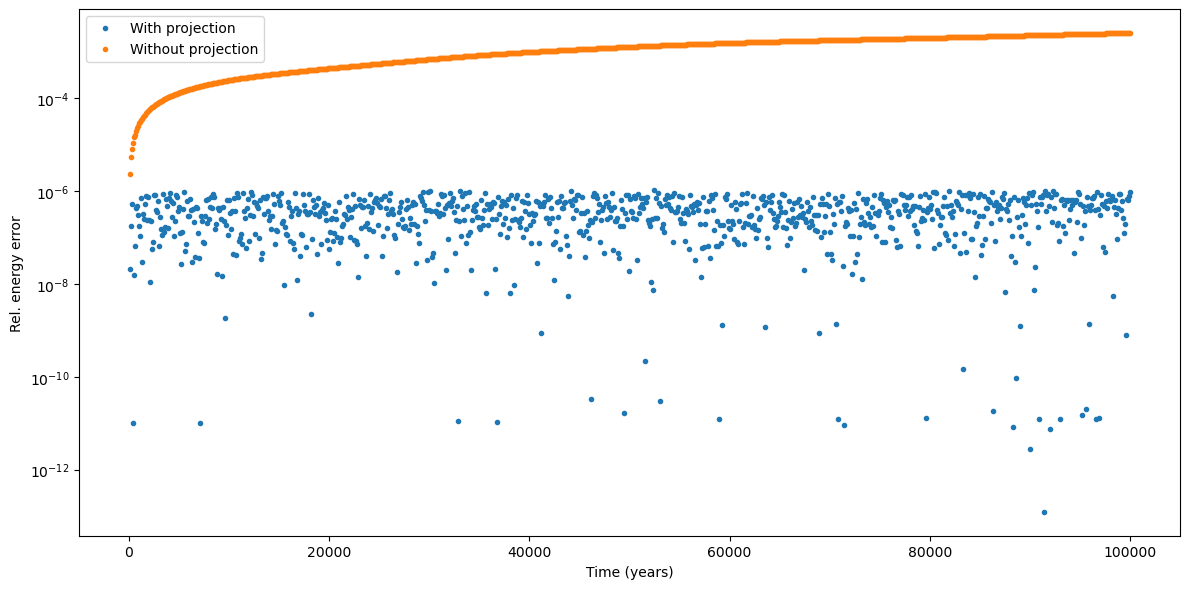 With projection
Without projection
10⁻⁴
10⁻⁶
10⁻⁸
10⁻¹⁰
10⁻¹²
Rel. energy error
0 20000 40000 60000 80000 100000
Time (years)